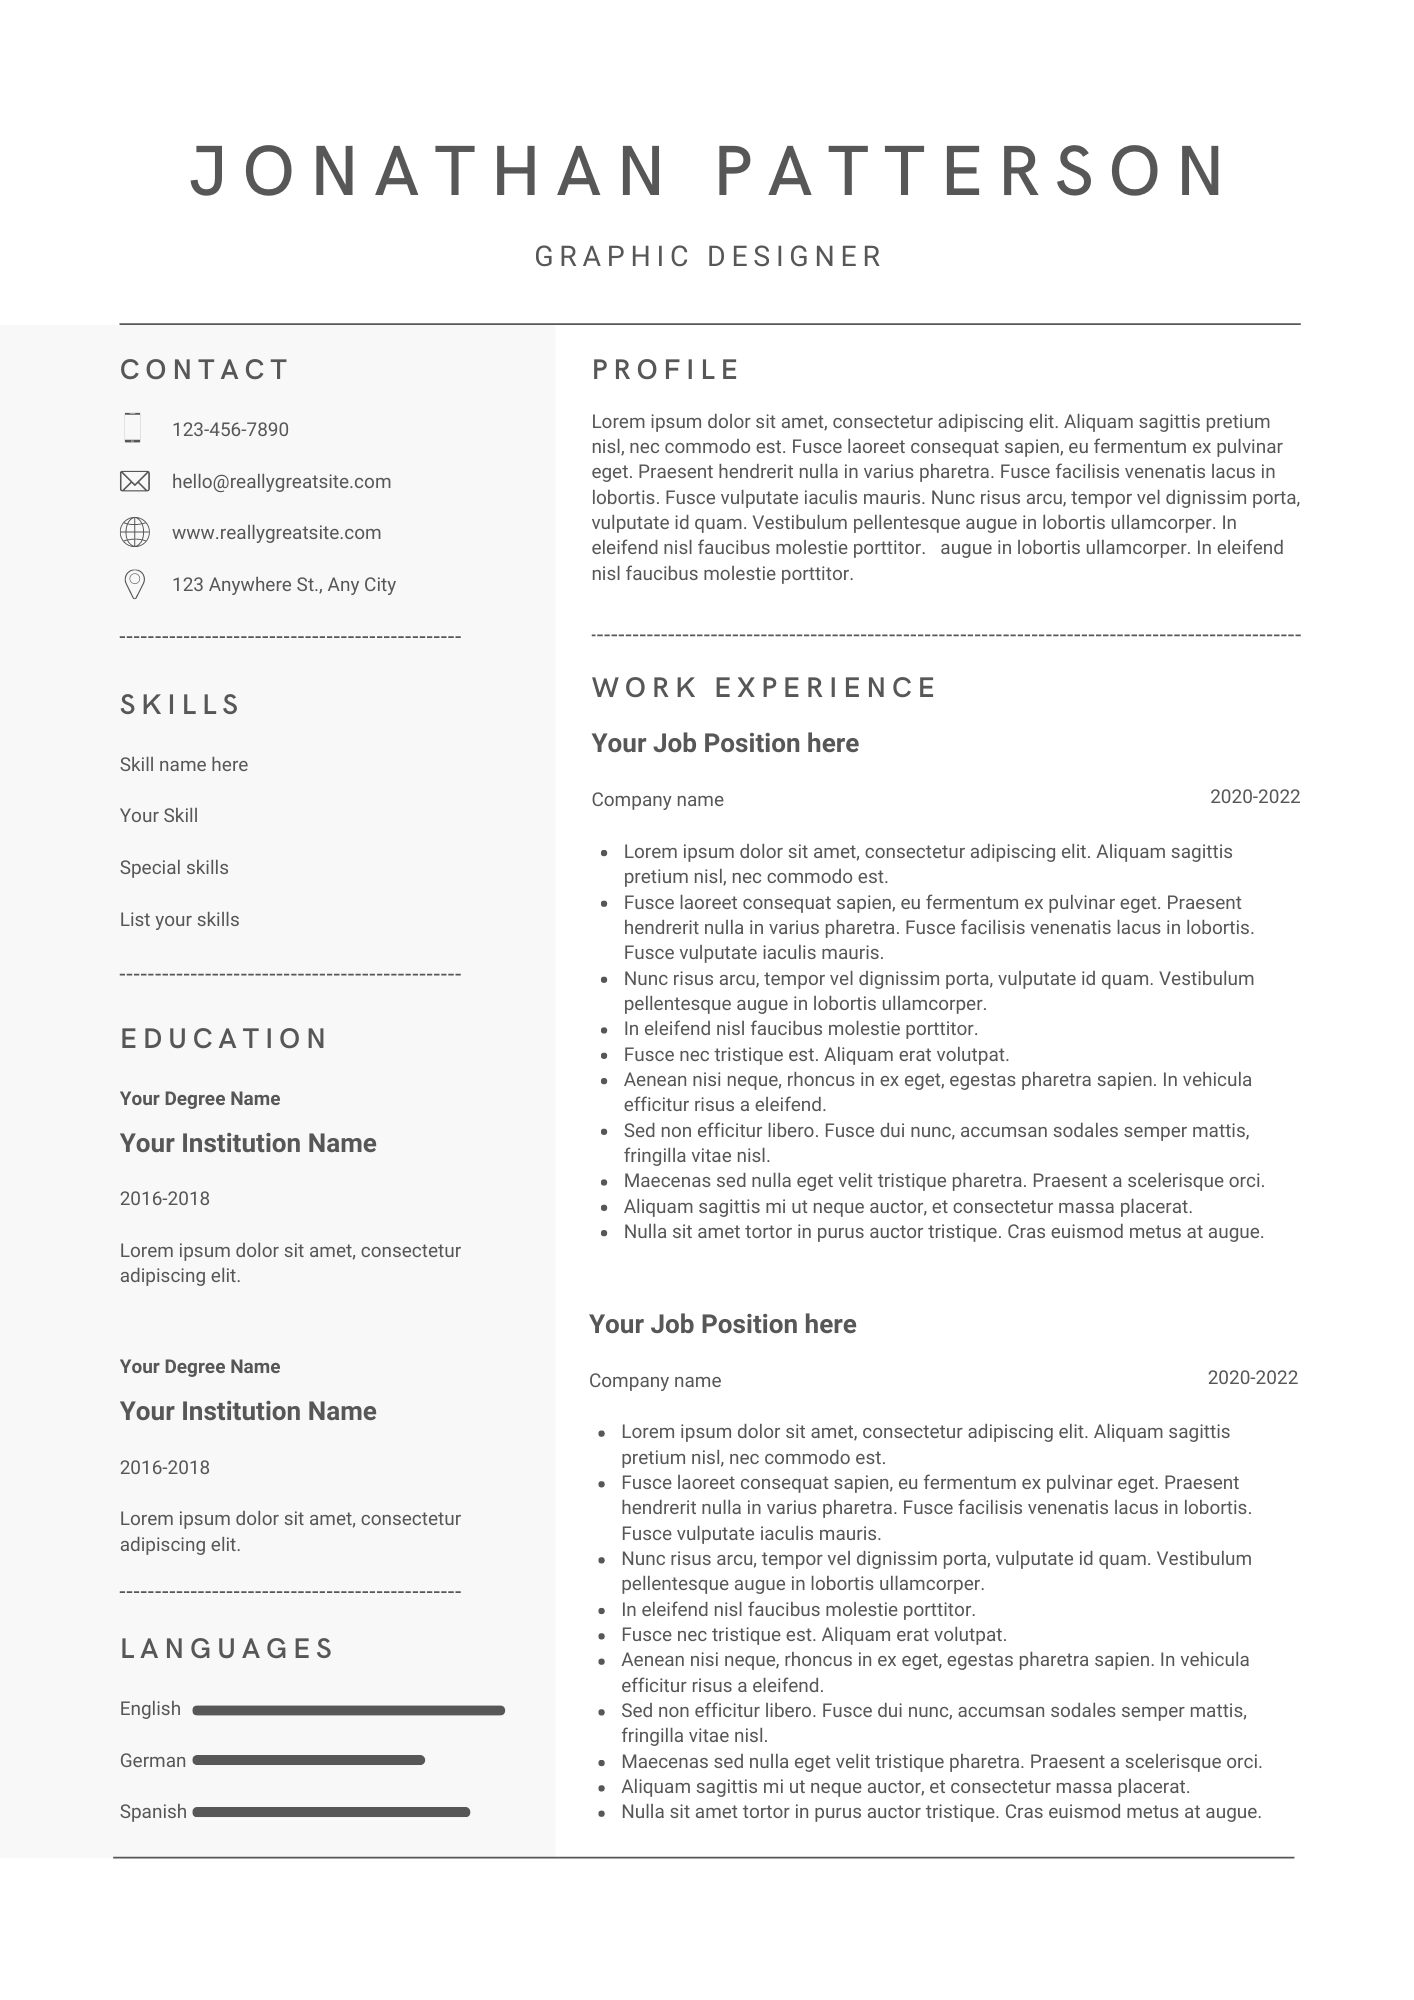 JONATHAN PATTERSON
GRAPHIC DESIGNER
CONTACT
123-456-7890
hello@reallygreatsite.com
www.reallygreatsite.com
123 Anywhere St., Any City
SKILLS
Skill name here
Your Skill
Special skills
List your skills
EDUCATION
Your Degree Name
Your Institution Name
2016-2018
Lorem ipsum dolor sit amet, consectetur
adipiscing elit.
Your Degree Name
Your Institution Name
2016-2018
Lorem ipsum dolor sit amet, consectetur
adipiscing elit.
LANGUAGES
English
German
Spanish
PROFILE
Lorem ipsum dolor sit amet, consectetur adipiscing elit. Aliquam sagittis pretium
nisl, nec commodo est. Fusce laoreet consequat sapien, eu fermentum ex pulvinar
eget. Praesent hendrerit nulla in varius pharetra. Fusce facilisis venenatis lacus in
lobortis. Fusce vulputate iaculis mauris. Nunc risus arcu, tempor vel dignissim porta,
vulputate id quam. Vestibulum pellentesque augue in lobortis ullamcorper. In
eleifend nisl faucibus molestie porttitor.   augue in lobortis ullamcorper. In eleifend
nisl faucibus molestie porttitor.
WORK EXPERIENCE
Your Job Position here
Company name 2020-2022
• Lorem ipsum dolor sit amet, consectetur adipiscing elit. Aliquam sagittis
pretium nisl, nec commodo est.
• Fusce laoreet consequat sapien, eu fermentum ex pulvinar eget. Praesent
hendrerit nulla in varius pharetra. Fusce facilisis venenatis lacus in lobortis.
Fusce vulputate iaculis mauris.
• Nunc risus arcu, tempor vel dignissim porta, vulputate id quam. Vestibulum
pellentesque augue in lobortis ullamcorper.
• In eleifend nisl faucibus molestie porttitor.
• Fusce nec tristique est. Aliquam erat volutpat.
• Aenean nisi neque, rhoncus in ex eget, egestas pharetra sapien. In vehicula
efficitur risus a eleifend.
• Sed non efficitur libero. Fusce dui nunc, accumsan sodales semper mattis,
fringilla vitae nisl.
• Maecenas sed nulla eget velit tristique pharetra. Praesent a scelerisque orci.
• Aliquam sagittis mi ut neque auctor, et consectetur massa placerat.
• Nulla sit amet tortor in purus auctor tristique. Cras euismod metus at augue.
Your Job Position here
Company name 2020-2022
• Lorem ipsum dolor sit amet, consectetur adipiscing elit. Aliquam sagittis
pretium nisl, nec commodo est.
• Fusce laoreet consequat sapien, eu fermentum ex pulvinar eget. Praesent
hendrerit nulla in varius pharetra. Fusce facilisis venenatis lacus in lobortis.
Fusce vulputate iaculis mauris.
• Nunc risus arcu, tempor vel dignissim porta, vulputate id quam. Vestibulum
pellentesque augue in lobortis ullamcorper.
• In eleifend nisl faucibus molestie porttitor.
• Fusce nec tristique est. Aliquam erat volutpat.
• Aenean nisi neque, rhoncus in ex eget, egestas pharetra sapien. In vehicula
efficitur risus a eleifend.
• Sed non efficitur libero. Fusce dui nunc, accumsan sodales semper mattis,
fringilla vitae nisl.
• Maecenas sed nulla eget velit tristique pharetra. Praesent a scelerisque orci.
• Aliquam sagittis mi ut neque auctor, et consectetur massa placerat.
• Nulla sit amet tortor in purus auctor tristique. Cras euismod metus at augue.